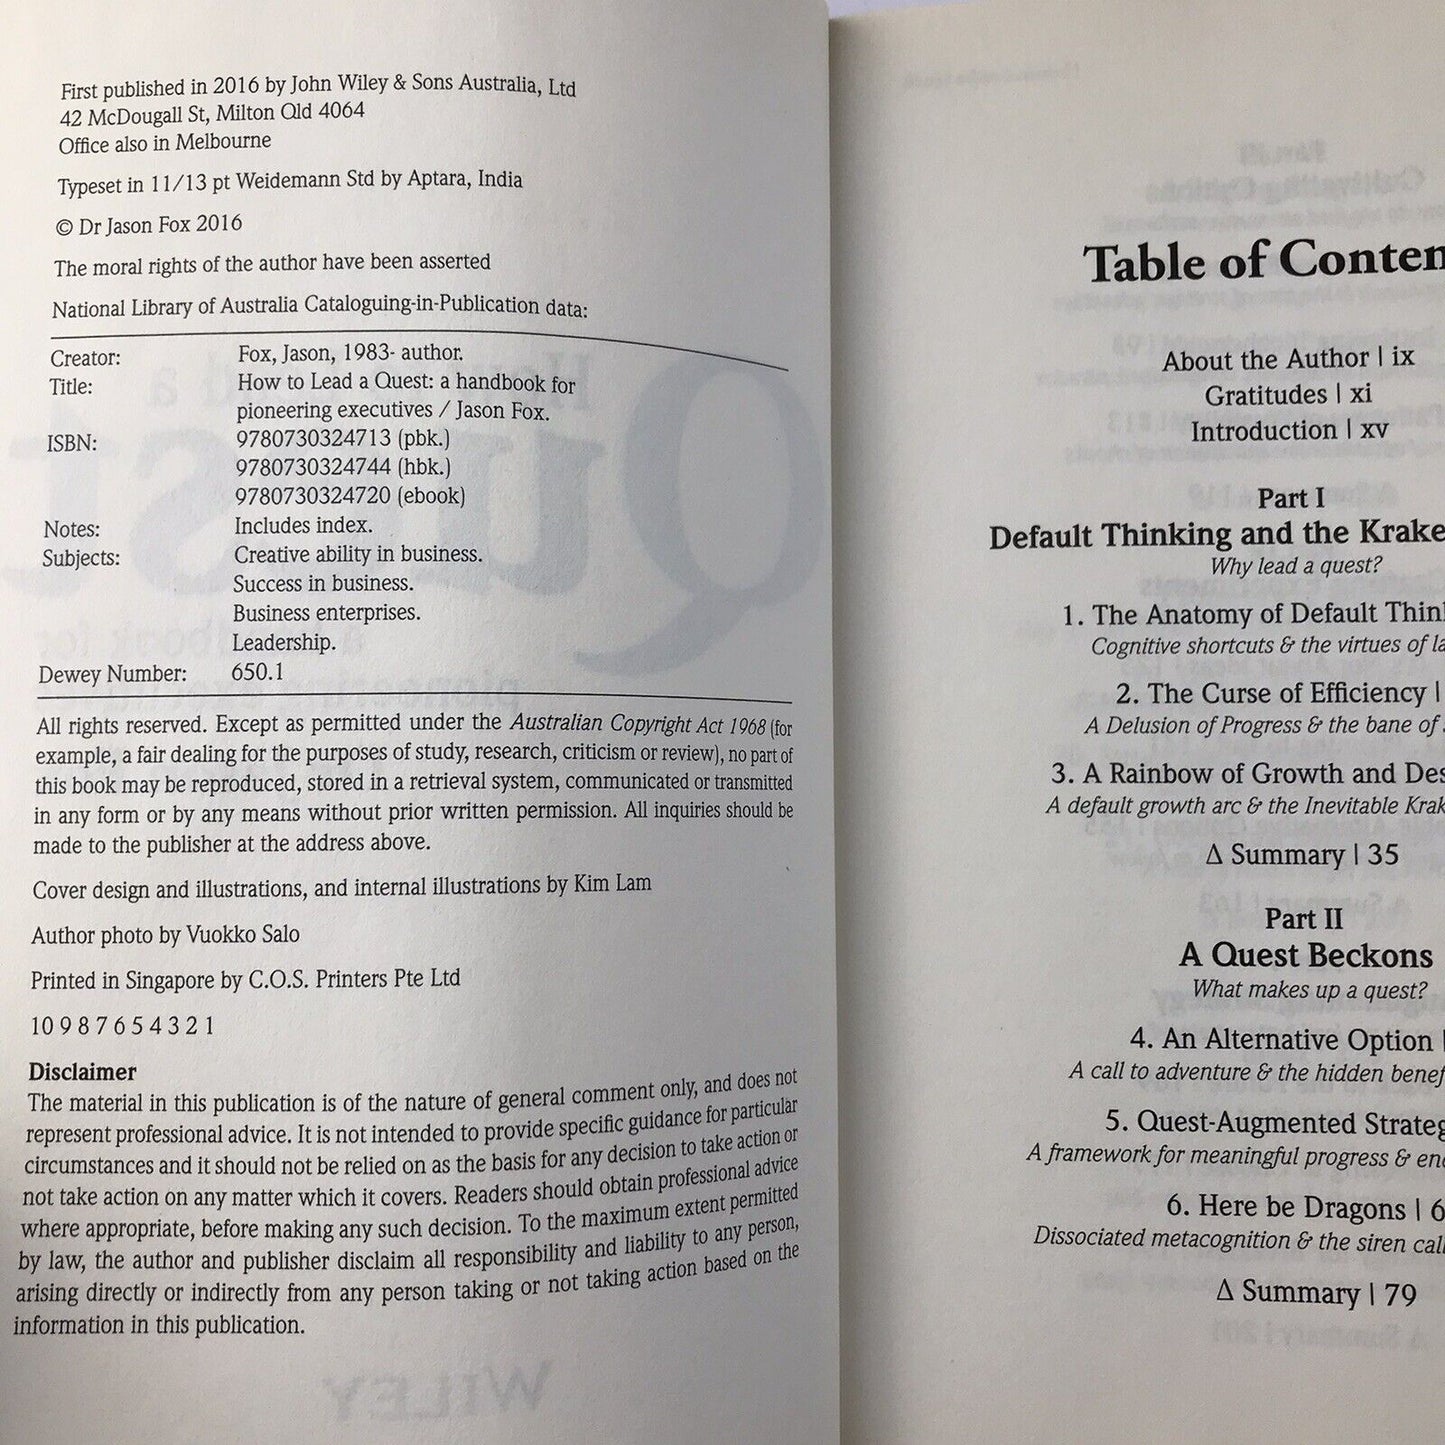 First published in 2016 by John Wiley & Sons Australia, Ltd
42 McDougall St, Milton Qld 4064
Office also in Melbourne
Typeset in 11/13 pt Weidemann Std by Aptara, India
© Dr Jason Fox 2016
The moral rights of the author have been asserted
National Library of Australia Cataloguing-in-Publication data:
Creator: Fox, Jason, 1983- author.
Title: How to Lead a Quest: a handbook for
pioneering executives / Jason Fox.
ISBN: 9780730324713 (pbk.)
9780730324744 (hbk.)
9780730324720 (ebook)
Notes: Includes index.
Subjects: Creative ability in business.
Success in business.
Business enterprises.
Leadership.
Dewey Number: 650.1
All rights reserved. Except as permitted under the Australian Copyright Act 1968 (for
example, a fair dealing for the purposes of study, research, criticism or review), no part of
this book may be reproduced, stored in a retrieval system, communicated or transmitted
in any form or by any means without prior written permission. All inquiries should be
made to the publisher at the address above.
Cover design and illustrations, and internal illustrations by Kim Lam
Author photo by Vuokko Salo
Printed in Singapore by C.O.S. Printers Pte Ltd
10 9 8 7 6 5 4 3 2 1
Disclaimer
The material in this publication is of the nature of general comment only, and does not
represent professional advice. It is not intended to provide specific guidance for particular
circumstances and it should not be relied on as the basis for any decision to take action or
not take action on any matter which it covers. Readers should obtain professional advice
where appropriate, before making any such decision. To the maximum extent permitted
by law, the author and publisher disclaim all responsibility and liability to any person,
arising directly or indirectly from any person taking or not taking action based on the
information in this publication.
Table of Conten
About the Author | ix
Gratitudes | xi
Introduction | xv
Part I
Default Thinking and the Krake
Why lead a quest?
1. The Anatomy of Default Thin
Cognitive shortcuts & the virtues of la
2. The Curse of Efficiency |
A Delusion of Progress & the bane of
3. A Rainbow of Growth and Des
A default growth arc & the Inevitable Krak
Δ Summary | 35
Part II
A Quest Beckons
What makes up a quest?
4. An Alternative Option |
A call to adventure & the hidden benef
5. Quest-Augmented Strateg
A framework for meaningful progress & en
6. Here be Dragons | 6
Dissociated metacognition & the siren call
Δ Summary | 79